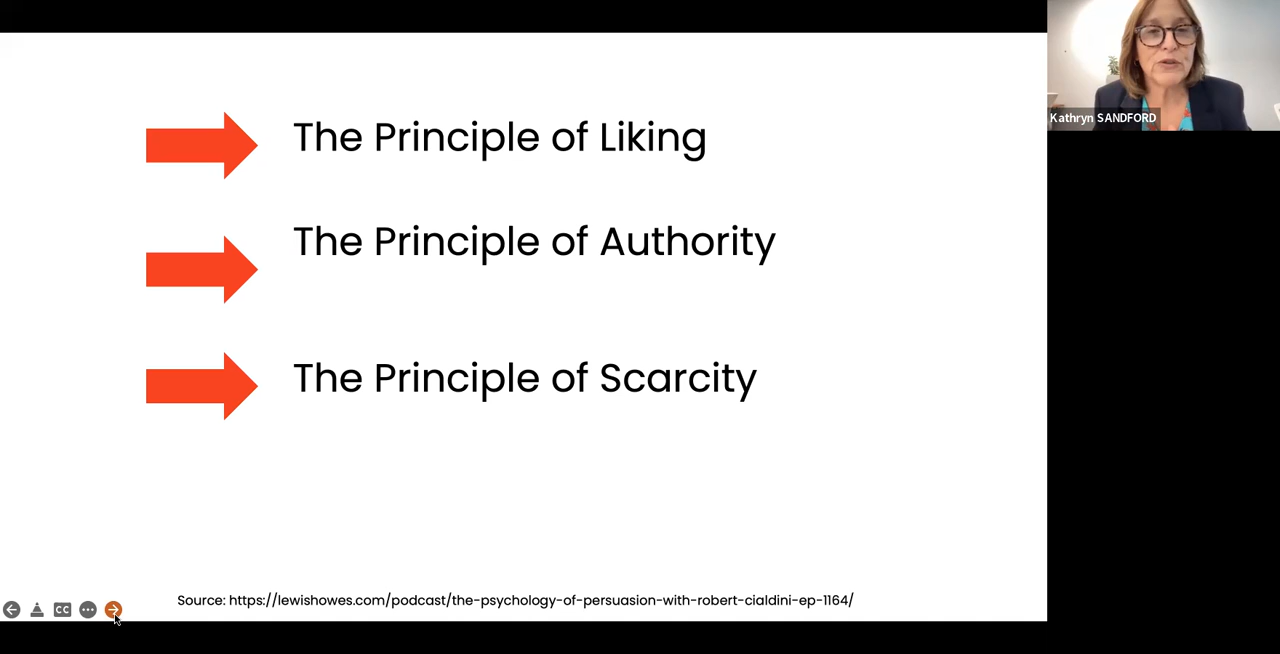 The Principle of Liking
The Principle of Authority
The Principle of Scarcity
Source: https://lewishowes.com/podcast/the-psychology-of-persuasion-with-robert-cialdini-ep-1164/
CC
Kathryn SANDFORD